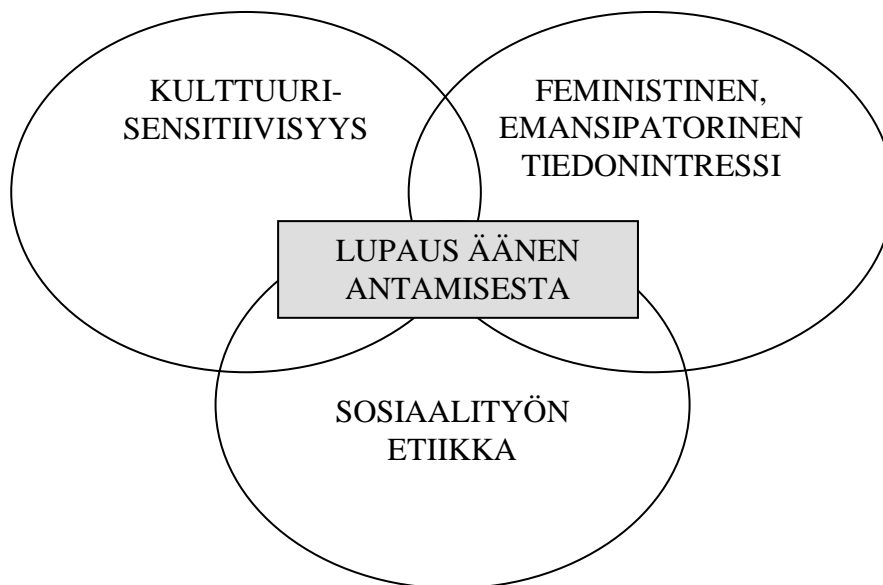 KULTTUURI-
SENSITIIVISYYS
FEMINISTINEN,
EMANSIPATORINEN
TIEDONINTRESSI
LUPAUS ÄÄNEN
ANTAMISESTA
SOSIAALITYÖN
ETIIKKA